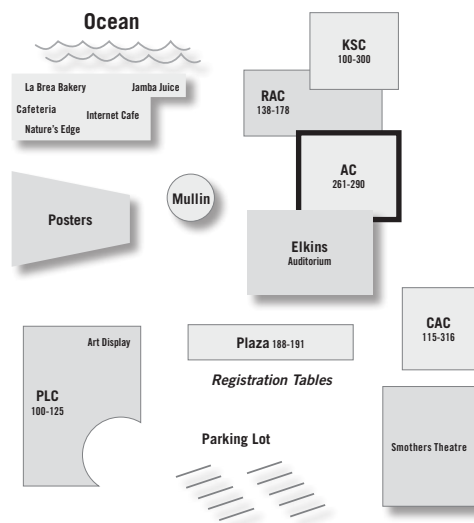 Ocean
KSC
100-300
La Brea Bakery
Jamba Juice
RAC
138-178
Cafeteria
Internet Cafe
Nature's Edge
AC
261-290
Mullin
Posters
Elkins
Auditorium
CAC
115-316
Plaza 188-191
Art Display
Registration Tables
PLC
100-125
Parking Lot
Smothers Theatre